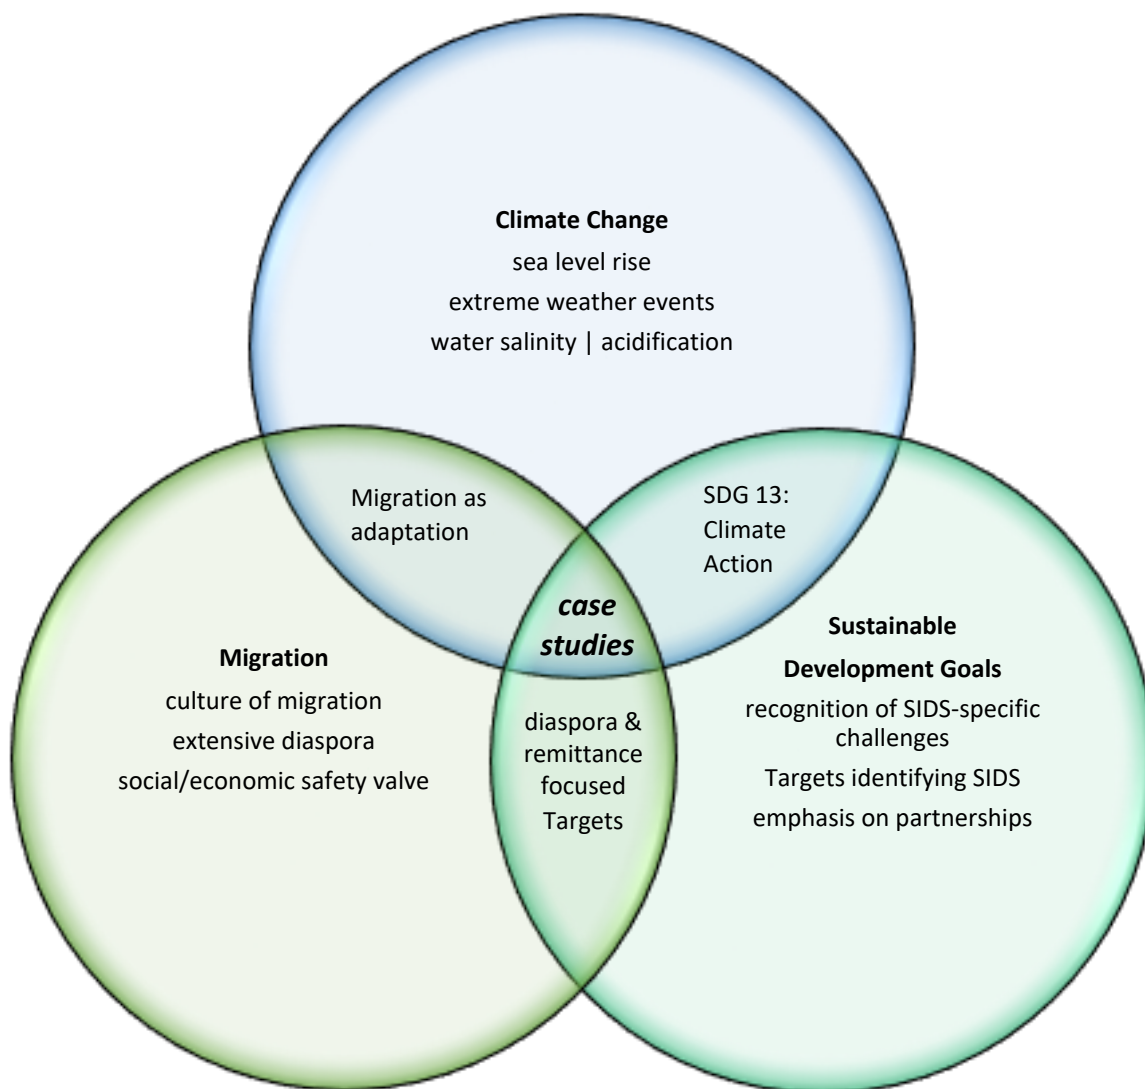 Climate Change
sea level rise
extreme weather events
water salinity | acidification
Migration as
adaptation
SDG 13:
Climate
Action
case
studies
Migration
culture of migration
extensive diaspora
social/economic safety valve
diaspora &
remittance
focused
Targets
Sustainable
Development Goals
recognition of SIDS-specific
challenges
Targets identifying SIDS
emphasis on partnerships